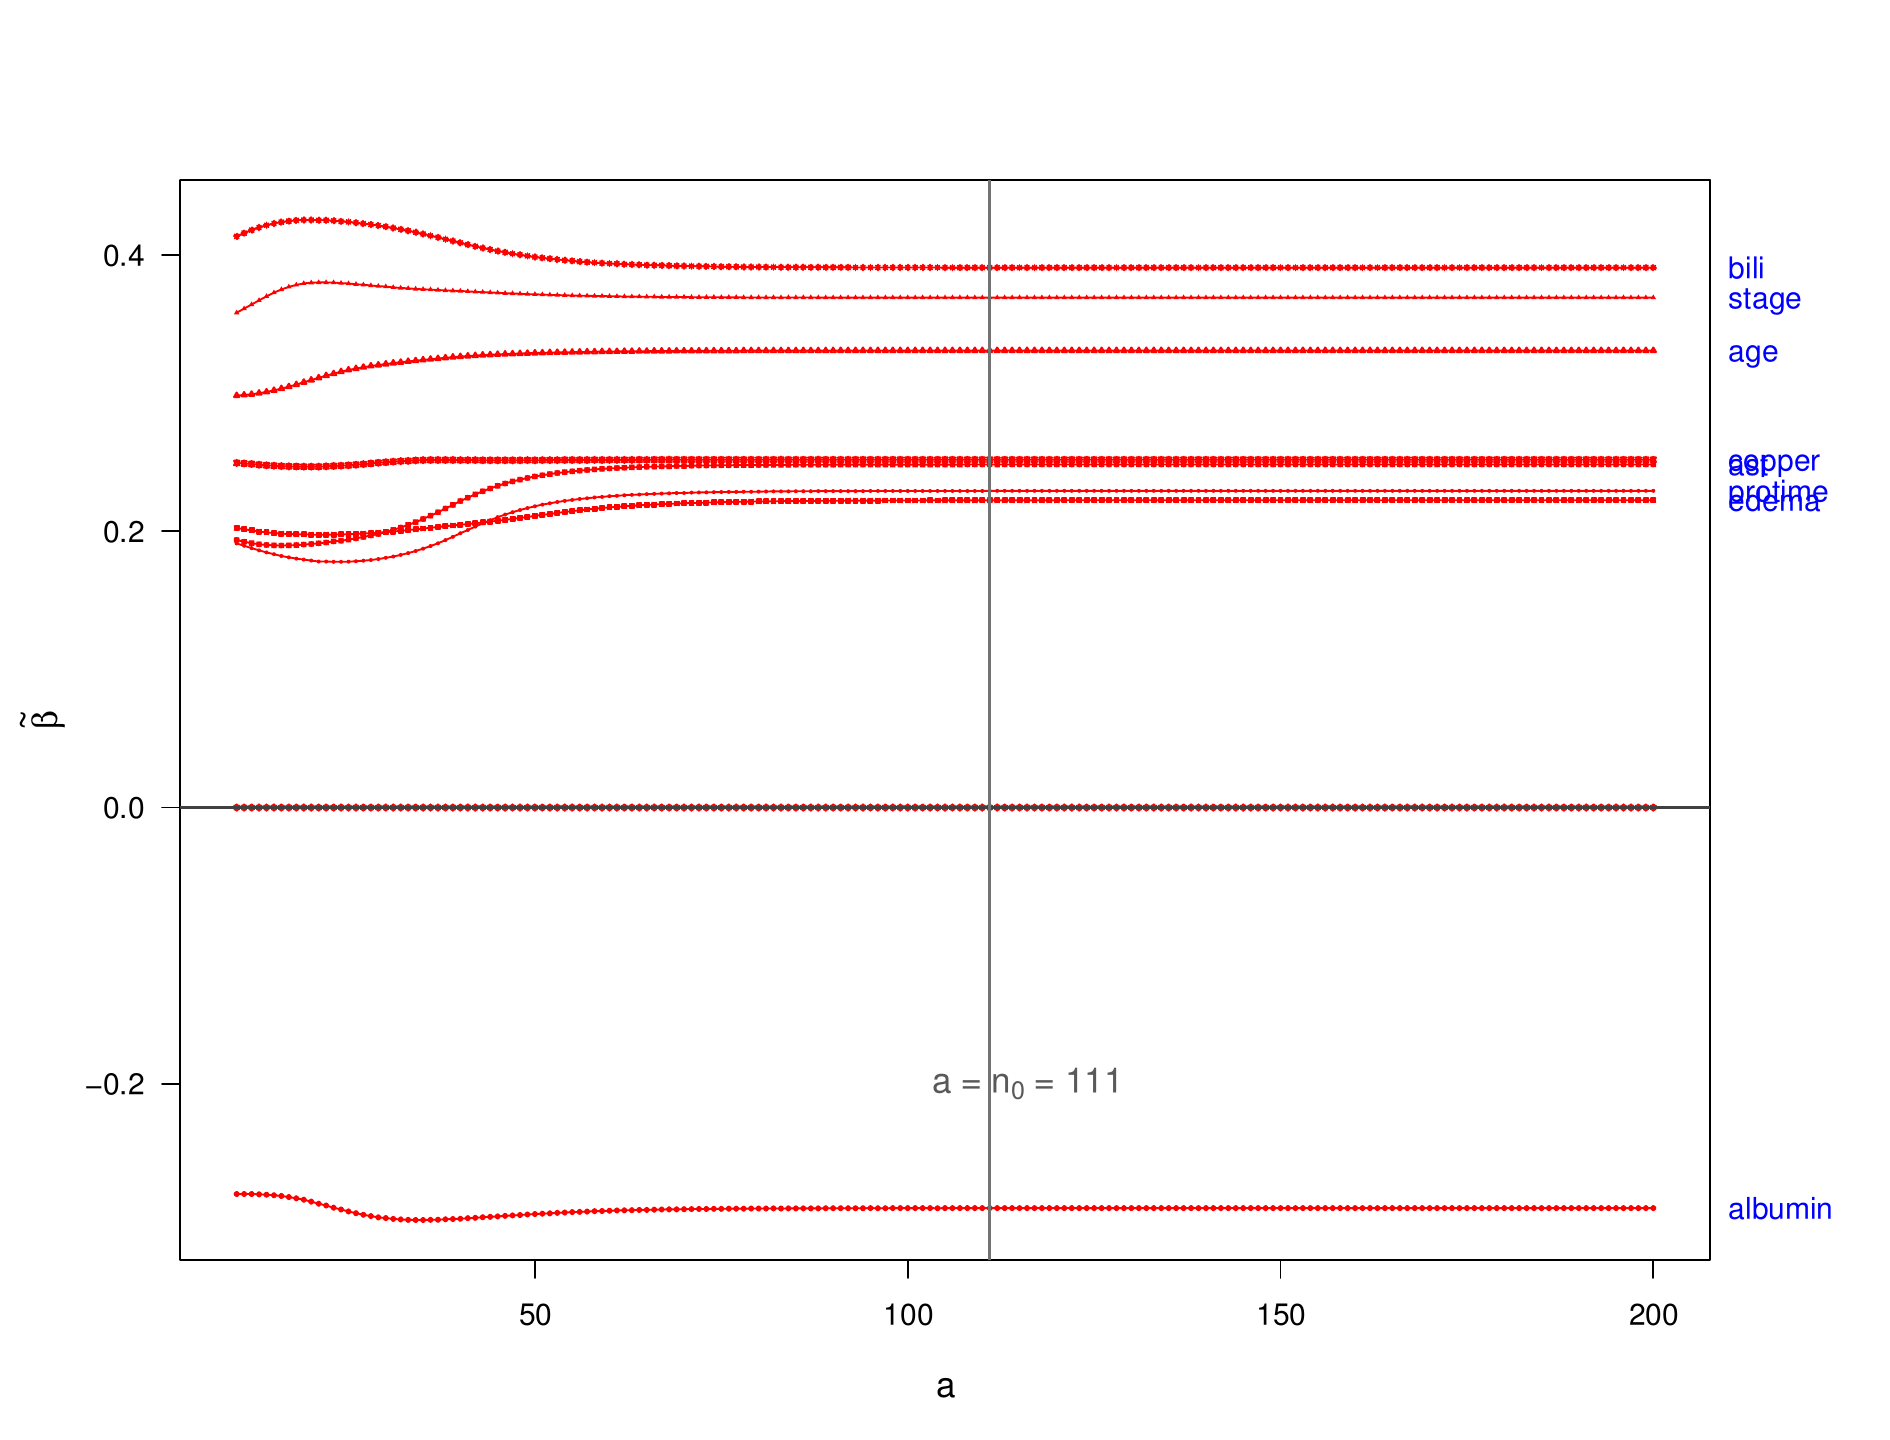 0.4
0.2
0.0
−0.2
β̃
bili
stage
age
copper
ast
protime
edema
albumin
a = n₀ = 111
50 100 150 200
a